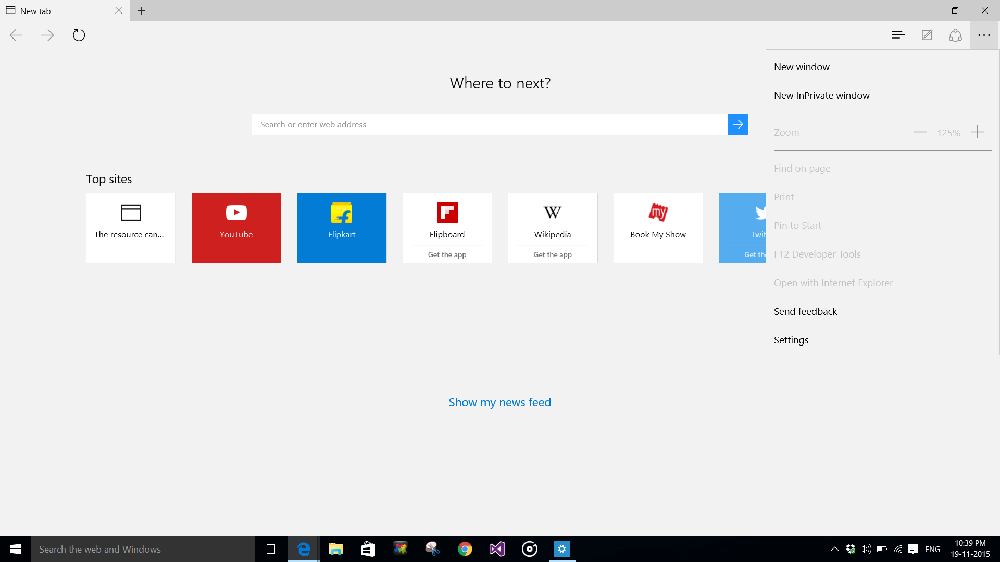 New tab
Where to next?
Search or enter web address
Top sites
The resource can...
YouTube
Flipkart
Flipboard
Get the app
Wikipedia
Get the app
my
Book My Show
Get the
New window
New InPrivate window
Zoom
125%
Find on page
Print
Pin to Start
F12 Developer Tools
Open with Internet Explorer
Send feedback
Settings
Show my news feed
Search the web and Windows
ENG
10:39 PM
19-11-2015